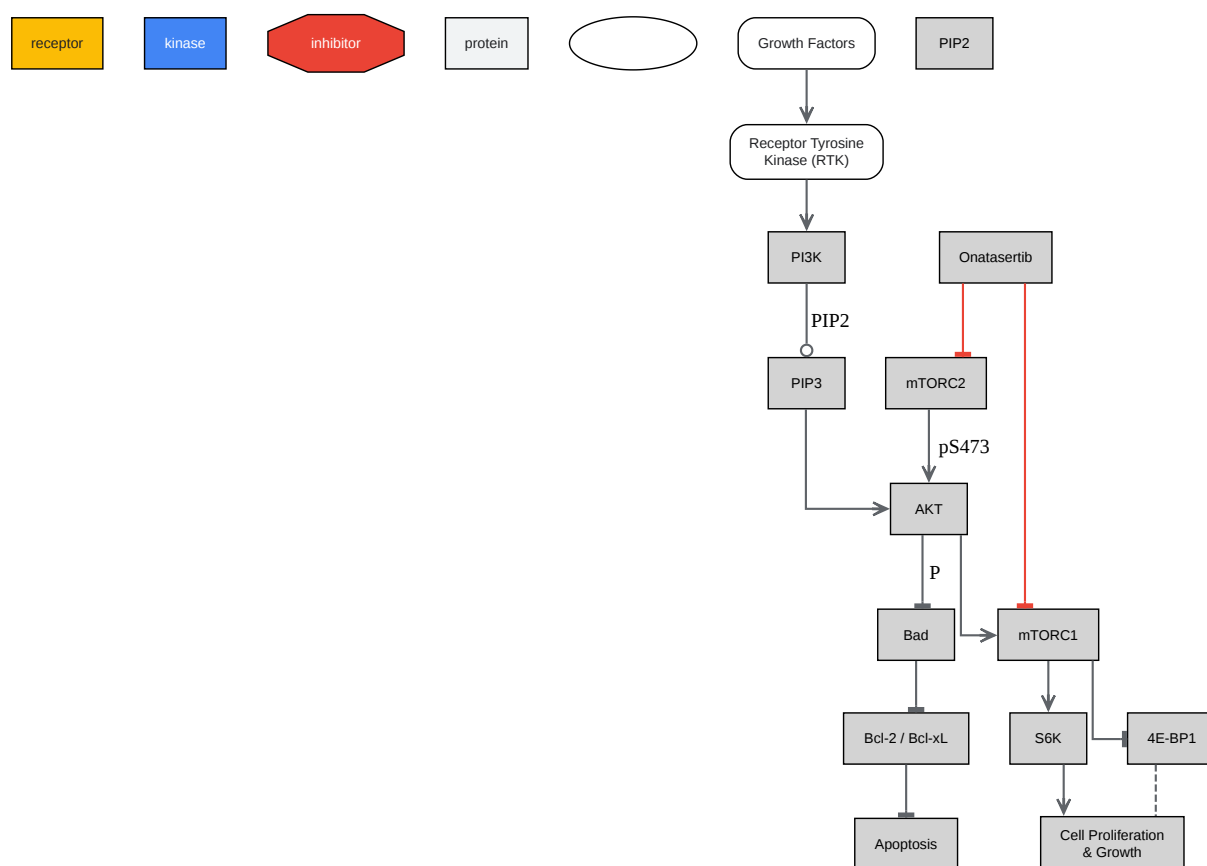 receptor
kinase
inhibitor
protein
Growth Factors
PIP2
Receptor Tyrosine
Kinase (RTK)
PI3K
Onatasertib
PIP2
PIP3
mTORC2
pS473
AKT
P
Bad
mTORC1
Bcl-2 / Bcl-xL
S6K
4E-BP1
Apoptosis
Cell Proliferation
& Growth